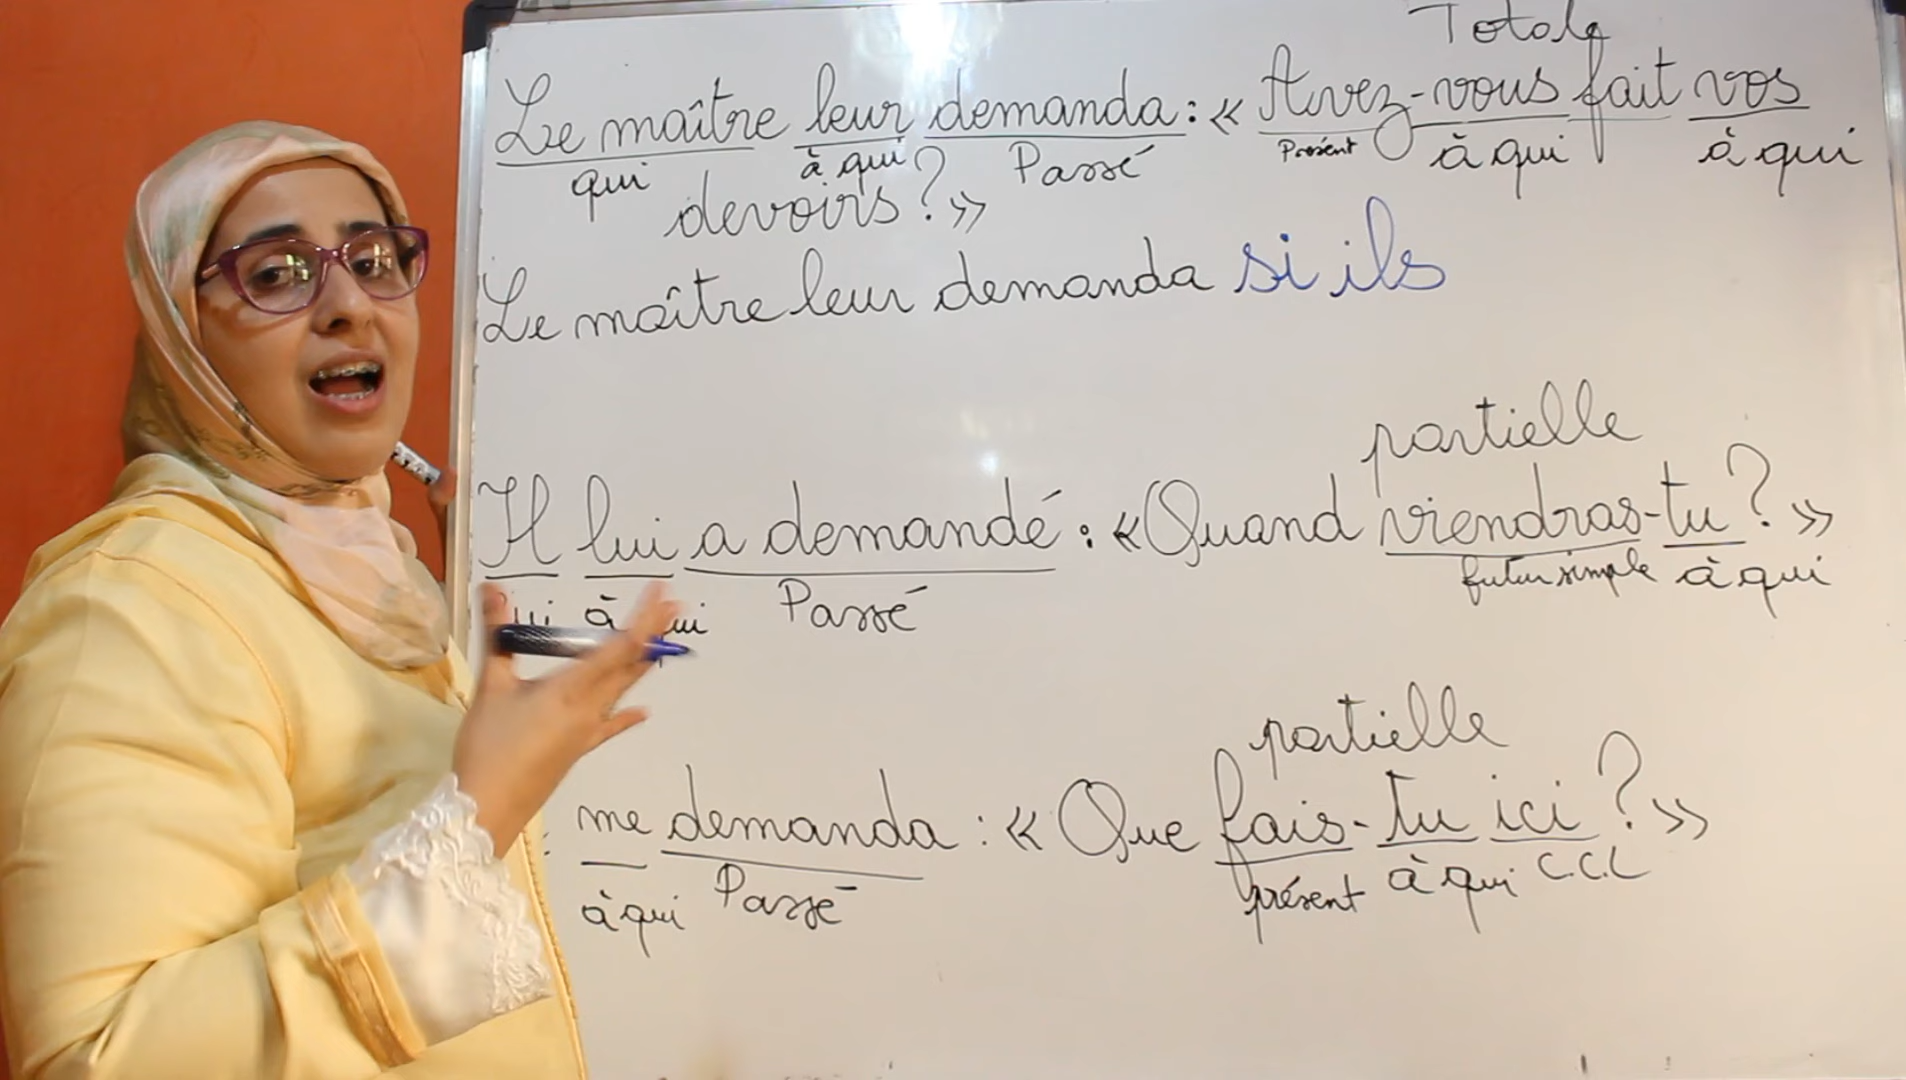 Totale
Le maître leur demanda : « Avez-vous fait vos
qui à qui Passé Présent à qui à qui
devoirs ? »
Le maître leur demanda si ils
partielle
Il lui a demandé : « Quand viendras-tu ? »
qui à qui Passé futur simple à qui
partielle
me demanda : « Que fais-tu ici ? »
à qui Passé présent à qui C.C.L